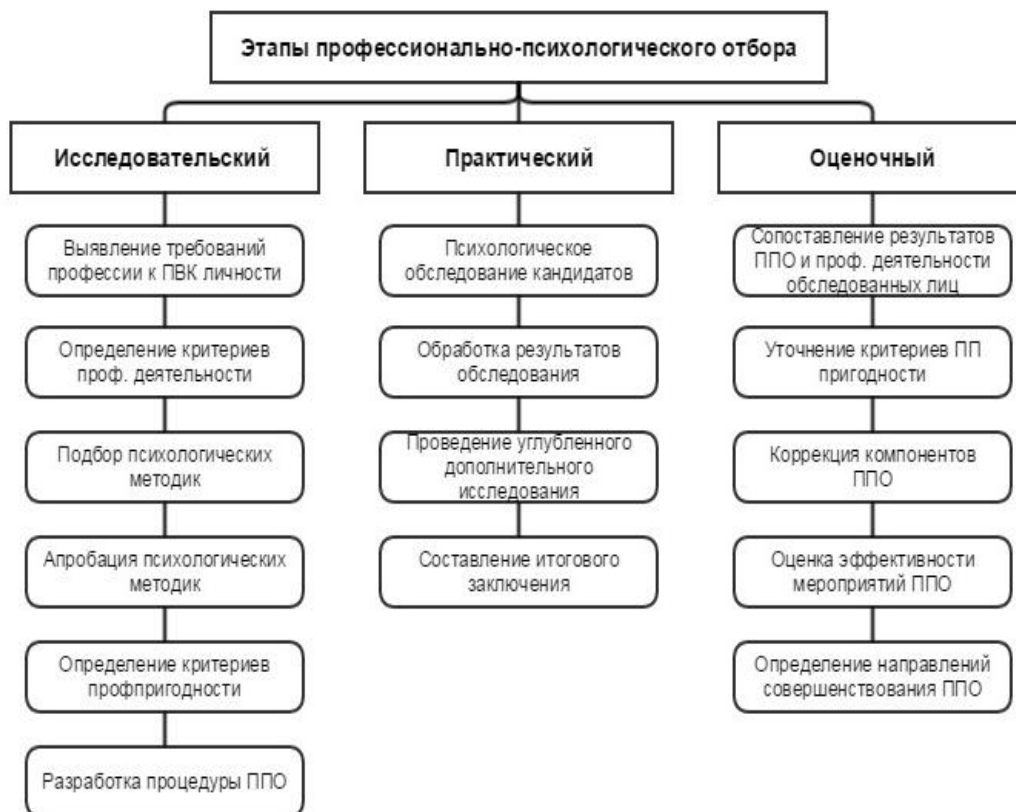 Этапы профессионально-психологического отбора
Исследовательский
Выявление требований
профессии к ПВК личности
Определение критериев
проф. деятельности
Подбор психологических
методик
Апробация психологических
методик
Определение критериев
профпригодности
Разработка процедуры ППО
Практический
Психологическое
обследование кандидатов
Обработка результатов
обследования
Проведение углубленного
дополнительного
исследования
Составление итогового
заключения
Оценочный
Сопоставление результатов
ППО и проф. деятельности
обследованных лиц
Уточнение критериев ПП
пригодности
Коррекция компонентов
ППО
Оценка эффективности
мероприятий ППО
Определение направлений
совершенствования ППО